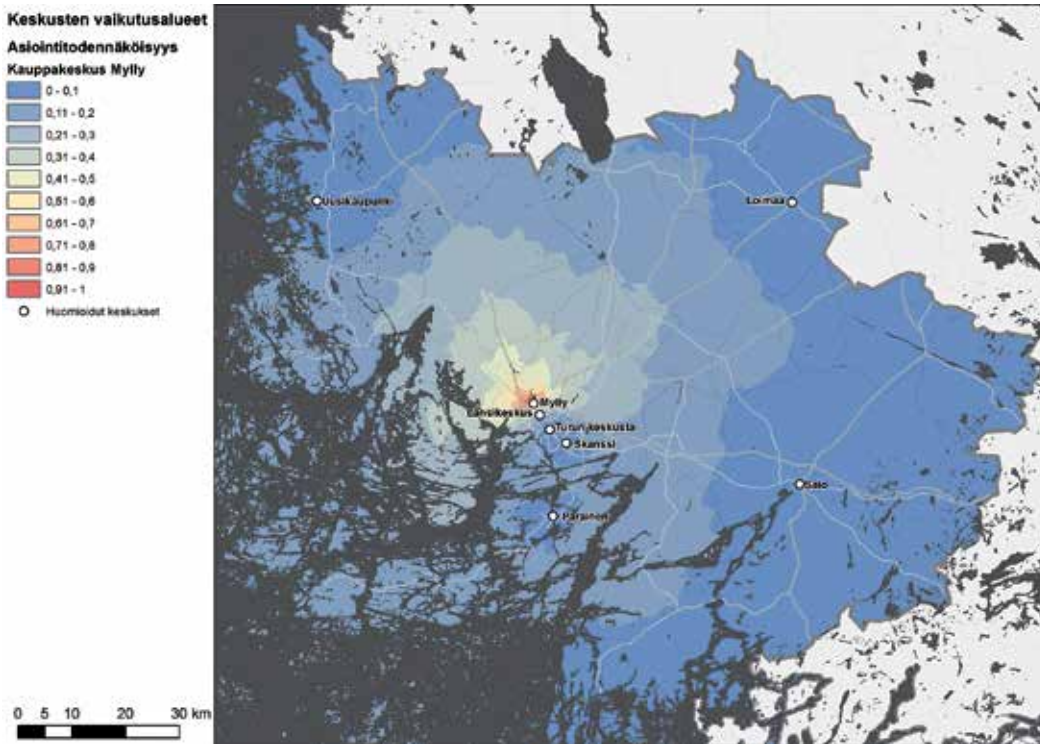 Keskusten vaikutusalueet
Asiointitodennäköisyys
Kauppakeskus Mylly
0 - 0,1
0,11 - 0,2
0,21 - 0,3
0,31 - 0,4
0,41 - 0,5
0,51 - 0,6
0,61 - 0,7
0,71 - 0,8
0,81 - 0,9
0,91 - 1
Huomioidut keskukset
Uusikaupunki
Loimaa
Mylly
Länsikeskus
Turun keskusta
Skanssi
Salo
Parainen
0 5 10 20 30 km